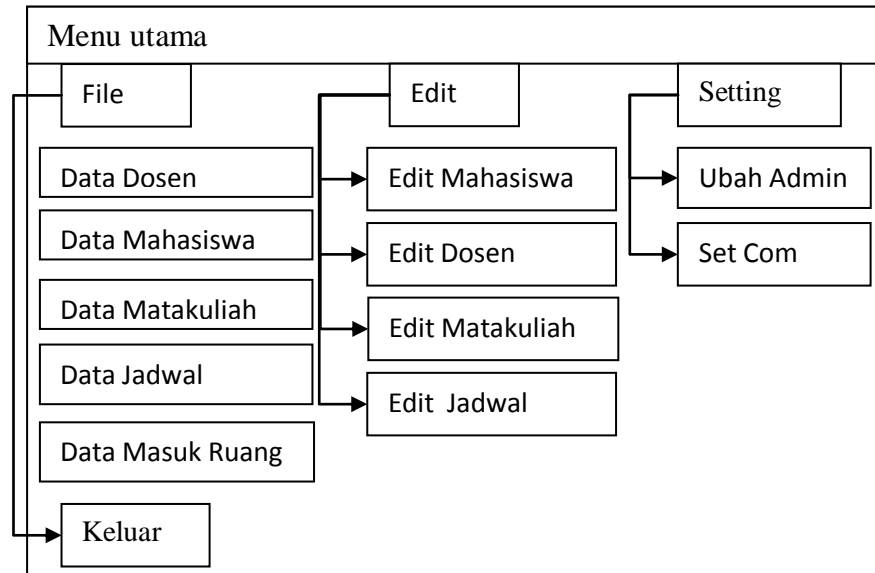 Menu utama
File
Edit
Setting
Data Dosen
Data Mahasiswa
Data Matakuliah
Data Jadwal
Data Masuk Ruang
Keluar
Edit Mahasiswa
Edit Dosen
Edit Matakuliah
Edit Jadwal
Ubah Admin
Set Com